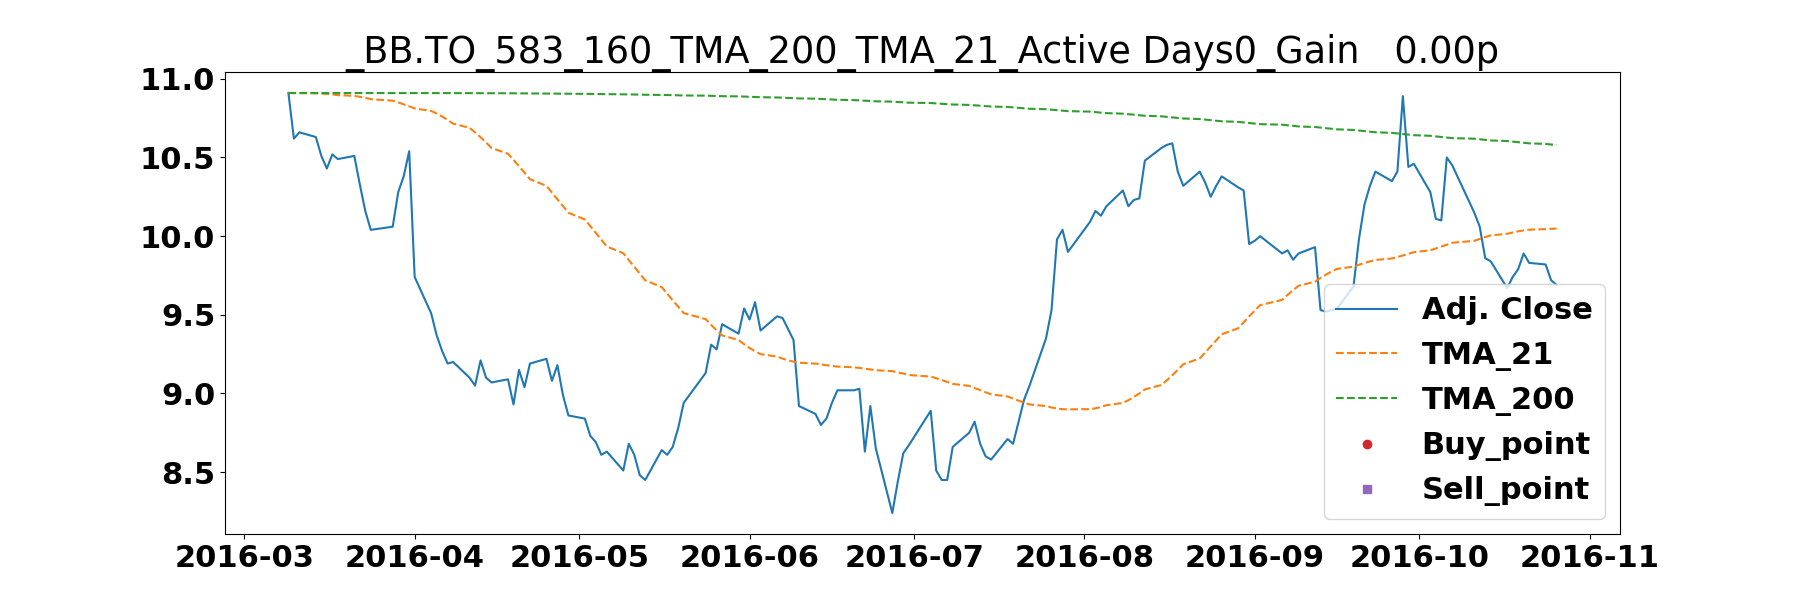 _BB.TO_583_160_TMA_200_TMA_21_Active Days0_Gain   0.00p
11.0
10.5
10.0
9.5
9.0
8.5
Adj. Close
TMA_21
TMA_200
Buy_point
Sell_point
2016-03 2016-04 2016-05 2016-06 2016-07 2016-08 2016-09 2016-10 2016-11